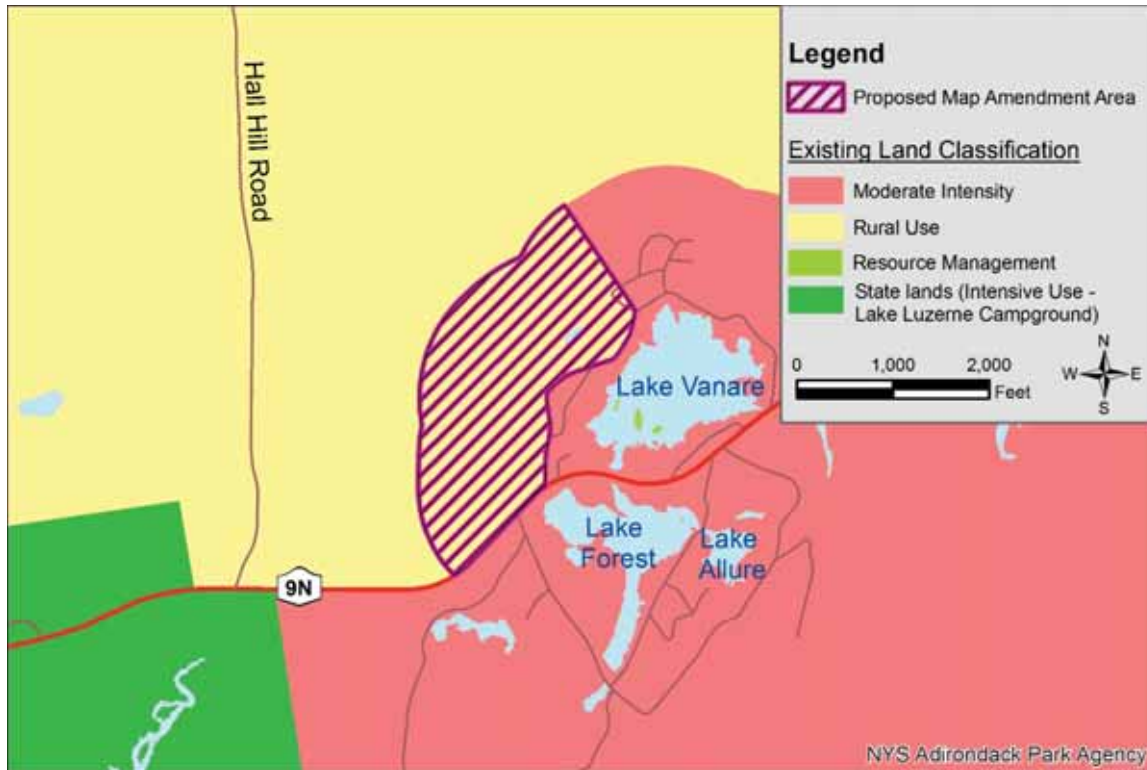 Hall Hill Road
Legend
Proposed Map Amendment Area
Existing Land Classification
Moderate Intensity
Rural Use
Resource Management
State lands (Intensive Use -
Lake Luzerne Campground)
0 1,000 2,000
Feet
N
W E
S
Lake Vanare
Lake
Forest
Lake
Allure
9N
NYS Adirondack Park Agency